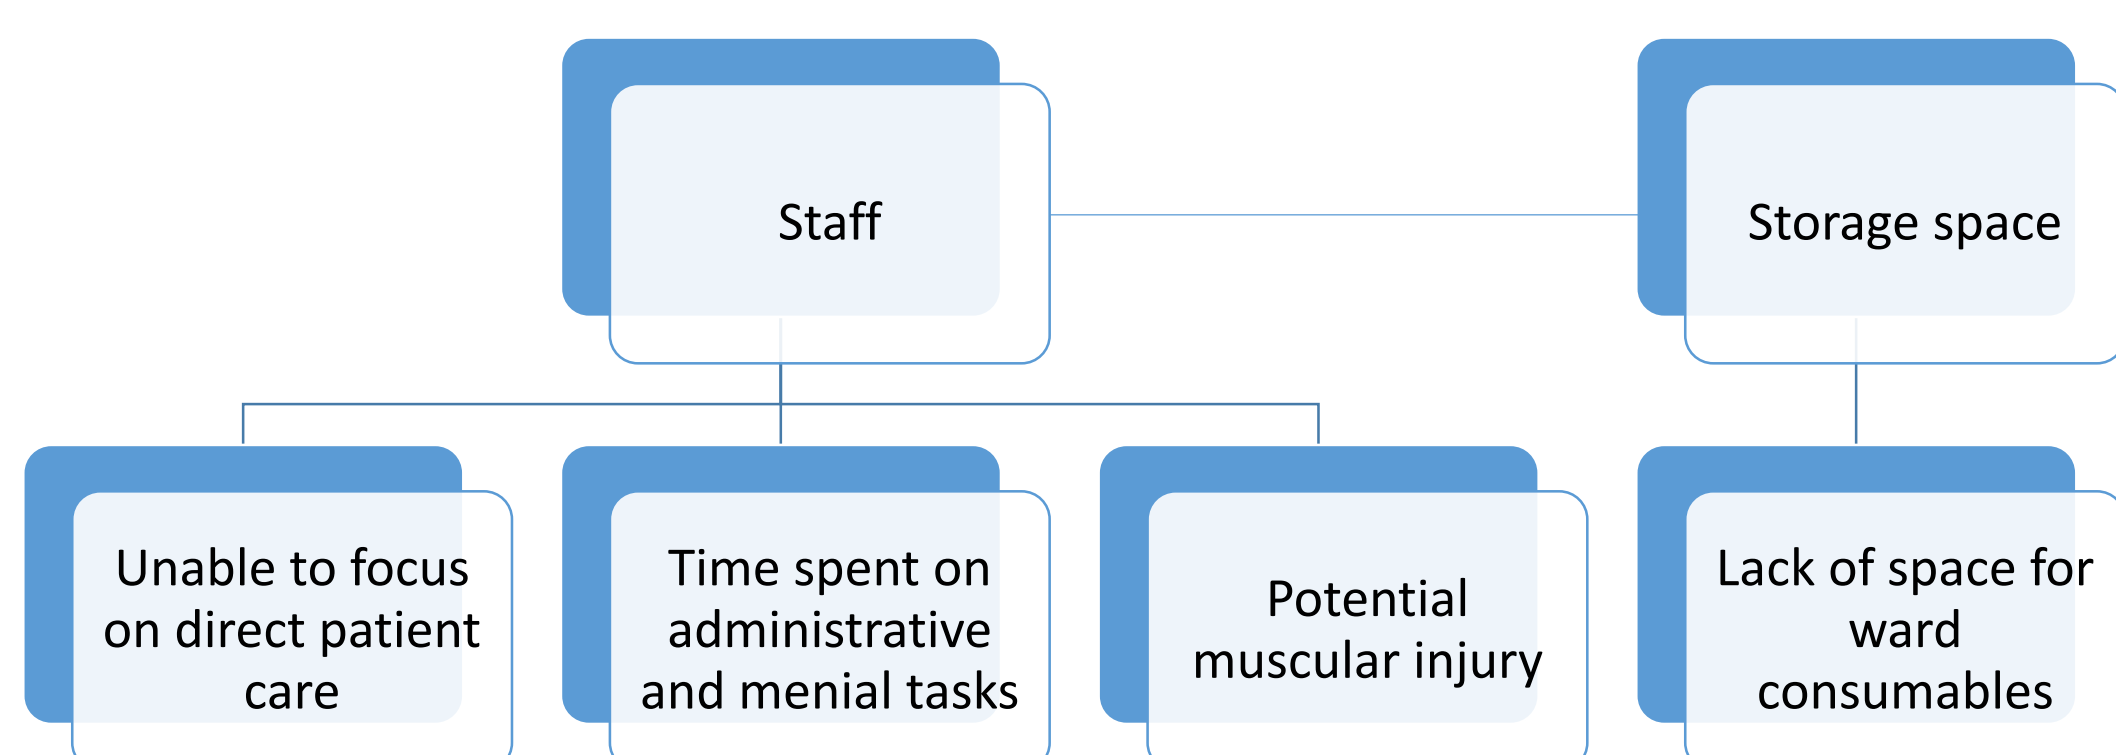 Staff
Storage space
Unable to focus
on direct patient
care
Time spent on
administrative
and menial tasks
Potential
muscular injury
Lack of space for
ward
consumables